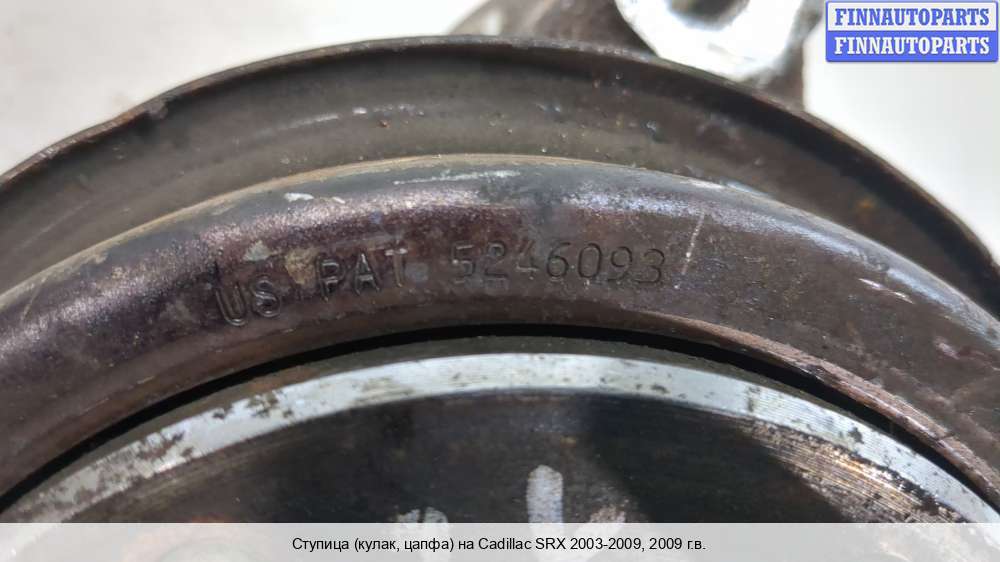 FINNAUTOPARTS
FINNAUTOPARTS
US PAT 5246093
Ступица (кулак, цапфа) на Cadillac SRX 2003-2009, 2009 г.в.